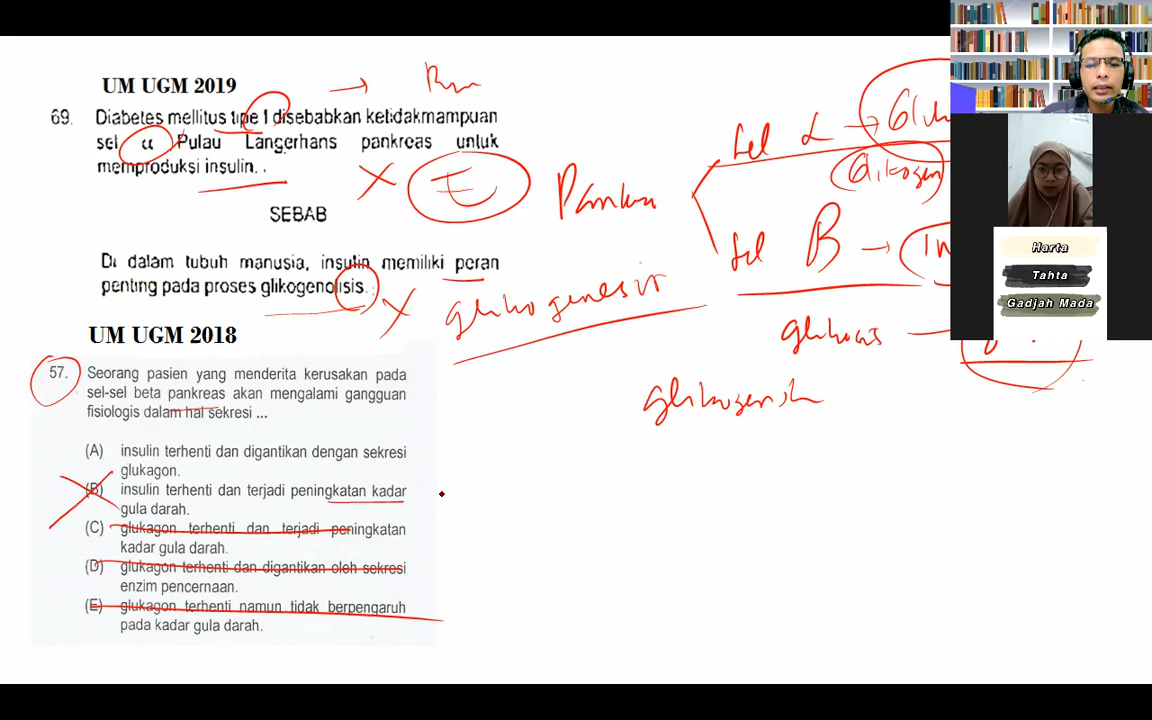 UM UGM 2019
69. Diabetes mellitus tipe 1 disebabkan ketidakmampuan
sel α Pulau Langerhans pankreas untuk
memproduksi insulin. .
SEBAB
Di dalam tubuh manusia, insulin memiliki peran
penting pada proses glikogenolisis.
E
glikogenesis
Sel α →
Sel B →
UM UGM 2018
57. Seorang pasien yang menderita kerusakan pada
sel-sel beta pankreas akan mengalami gangguan
fisiologis dalam hal sekresi ...
(A) insulin terhenti dan digantikan dengan sekresi
glukagon.
(B) insulin terhenti dan terjadi peningkatan kadar
gula darah.
(C) glukagon terhenti dan terjadi peningkatan
kadar gula darah.
(D) glukagon terhenti dan digantikan oleh sekresi
enzim pencernaan.
(E) glukagon terhenti namun tidak berpengaruh
pada kadar gula darah.
Harta
Tahta
Gadjah Mada